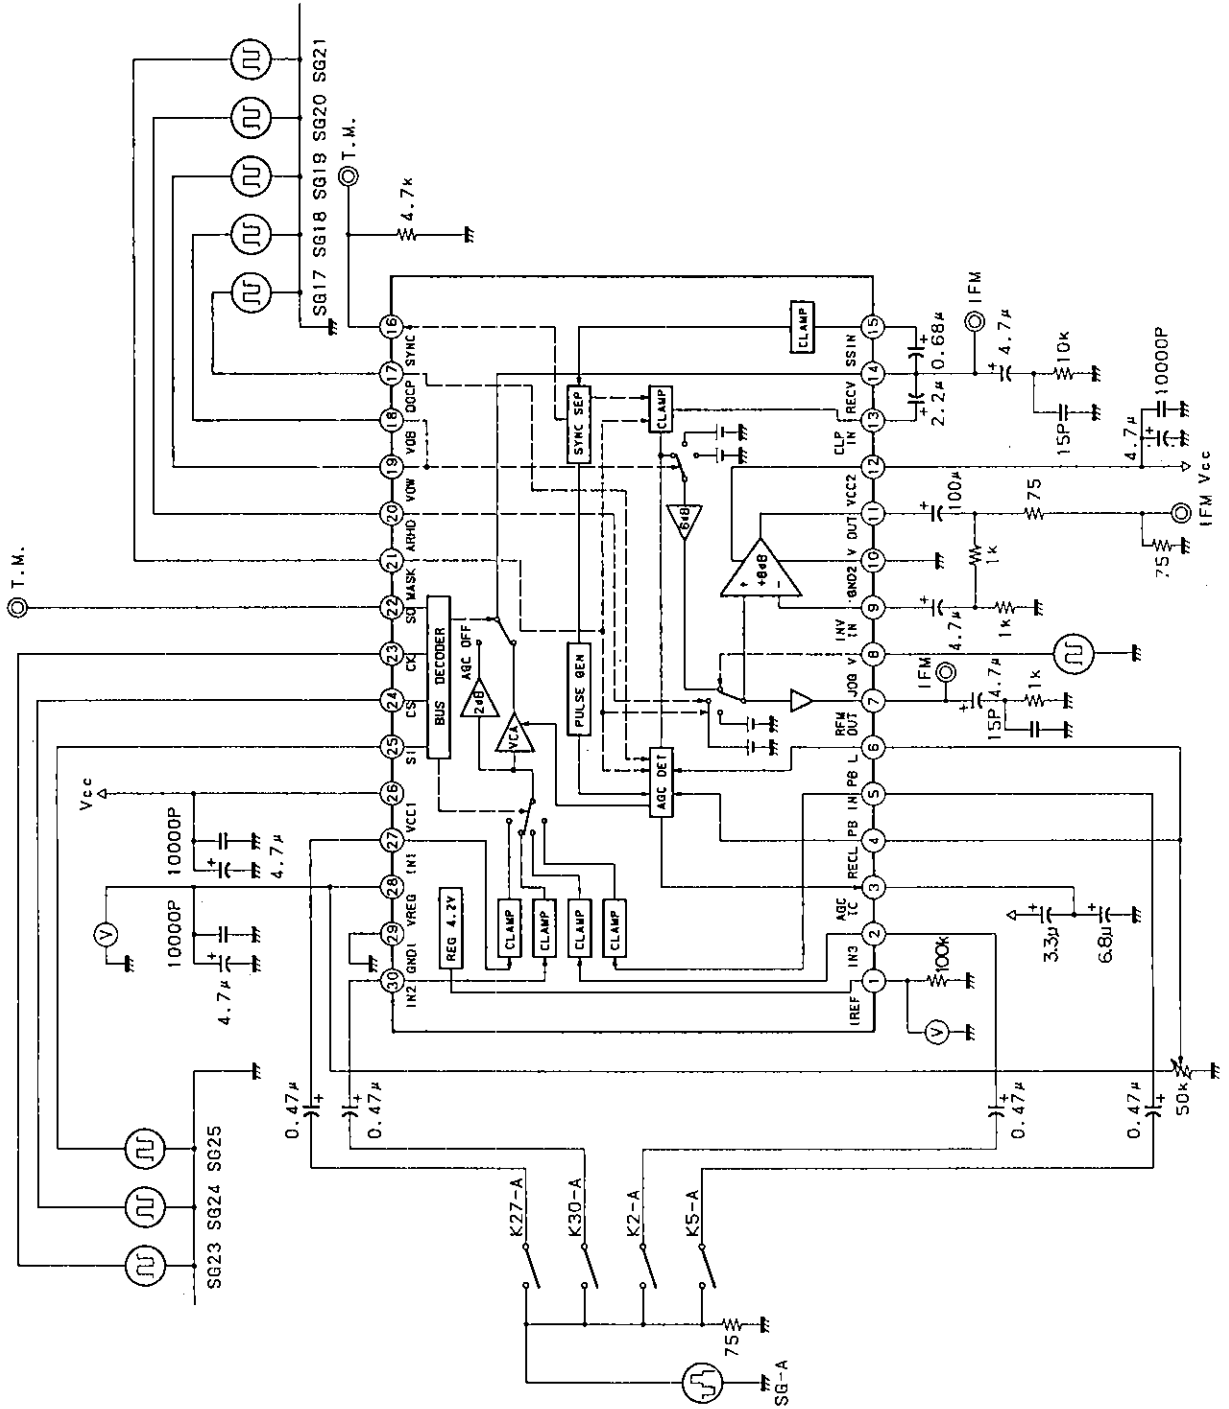 T.M.
SG17 SG18 SG19 SG20 SG21
T.M.
4.7k
Vcc
10000P
4.7μ
V
10000P
4.7μ
SG23 SG24 SG25
0.47μ
0.47μ
K27-A
K30-A
K2-A
K5-A
75
SG-A
0.47μ
0.47μ
50k
30 29 28 27 26 25 24 23 22 21 20 19 18 17 16
IN2 GND1 VREG IN1 VCC1 SI CS CK SO MASK ARHD VOW VOB DOCP SYNC
REG 4.2V
BUS DECODER
AGC OFF
2dB
VCA
CLAMP
CLAMP
CLAMP
CLAMP
PULSE GEN
SYNC SEP
CLAMP
CLAMP
AGC DET
6dB
+6dB
+
-
IREF IN3 AGC TC RECL PB IN PB L RFM OUT JOG V INV IN GND2 V OUT VCC2 CLP IN RECV SSIN
1 2 3 4 5 6 7 8 9 10 11 12 13 14 15
V
100k
3.3μ
6.8μ
IFM
4.7μ
15P
1k
4.7μ
1k
1k
100μ
75
75
IFM
Vcc
4.7μ
10000P
2.2μ
0.68μ
IFM
4.7μ
15P
10k